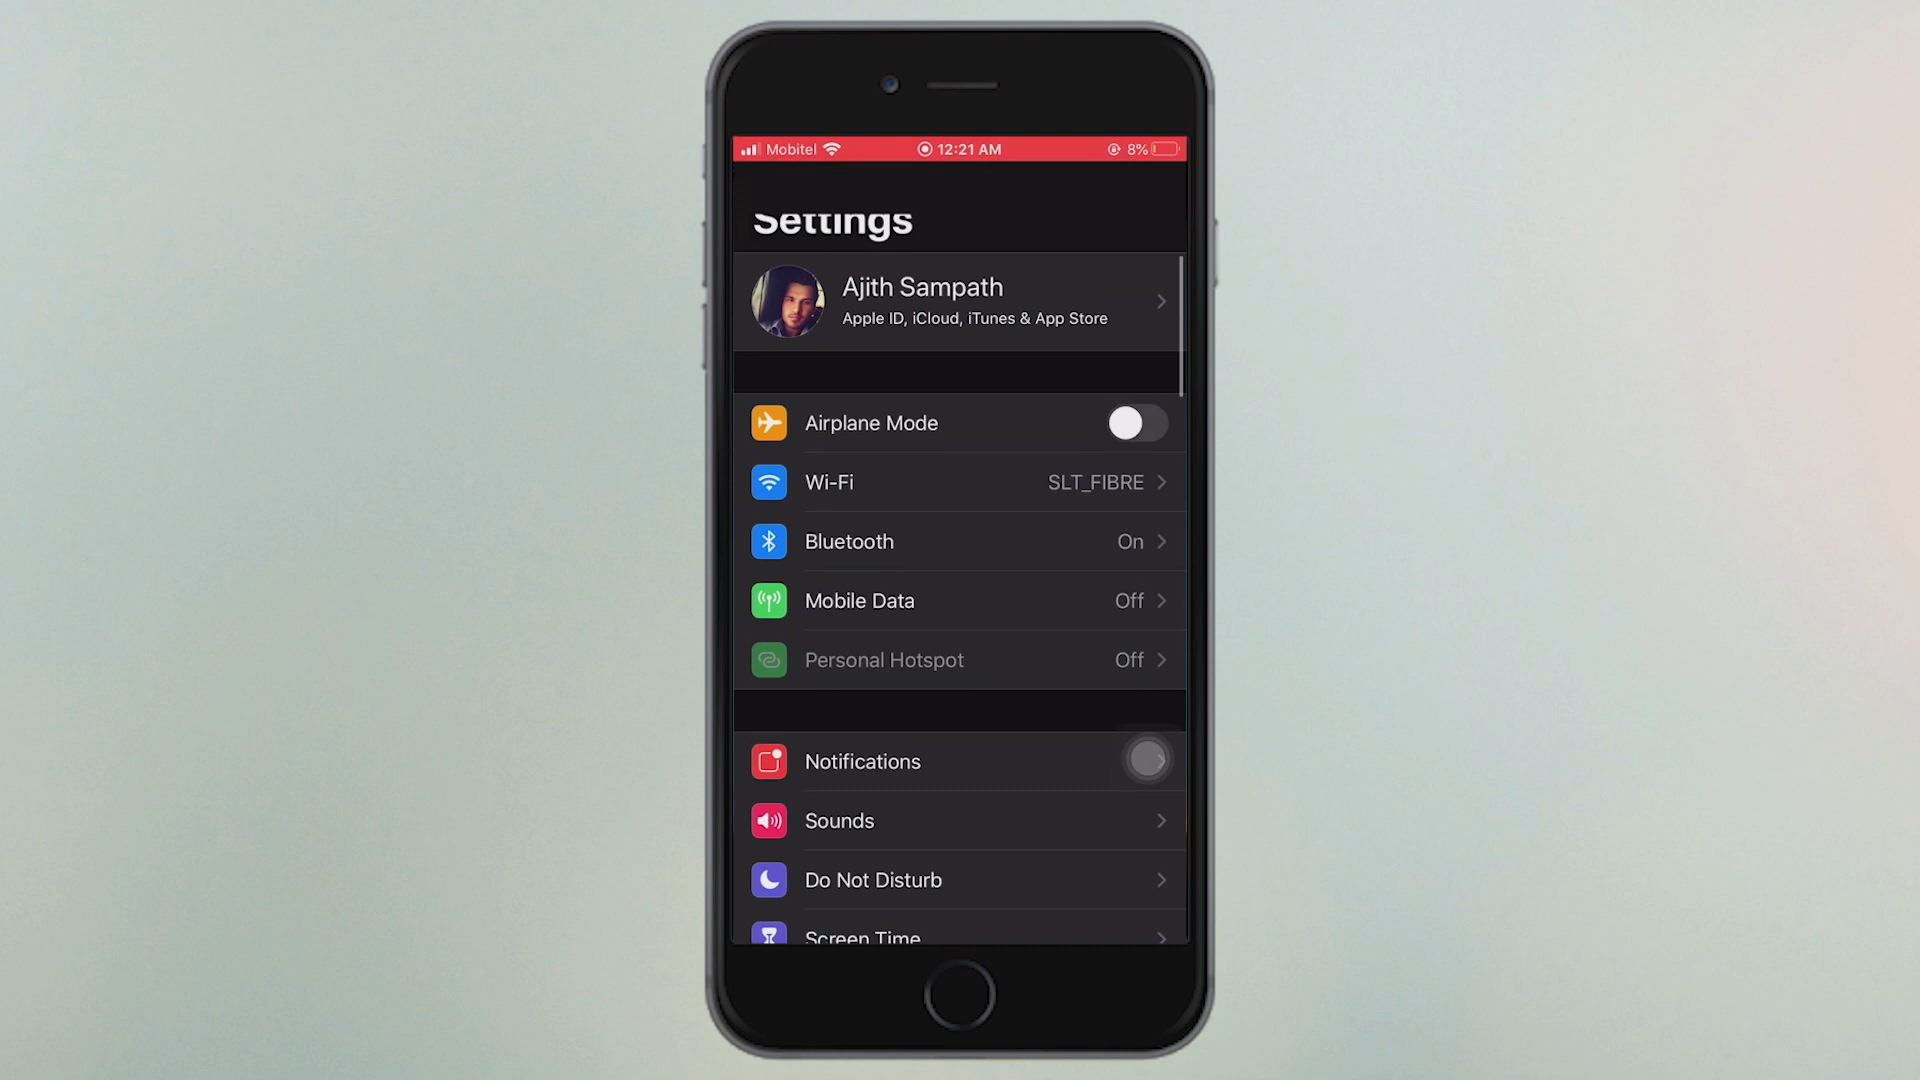 Mobitel 12:21 AM 8%
Settings
Ajith Sampath
Apple ID, iCloud, iTunes & App Store
Airplane Mode
Wi-Fi SLT_FIBRE
Bluetooth On
Mobile Data Off
Personal Hotspot Off
Notifications
Sounds
Do Not Disturb
Screen Time